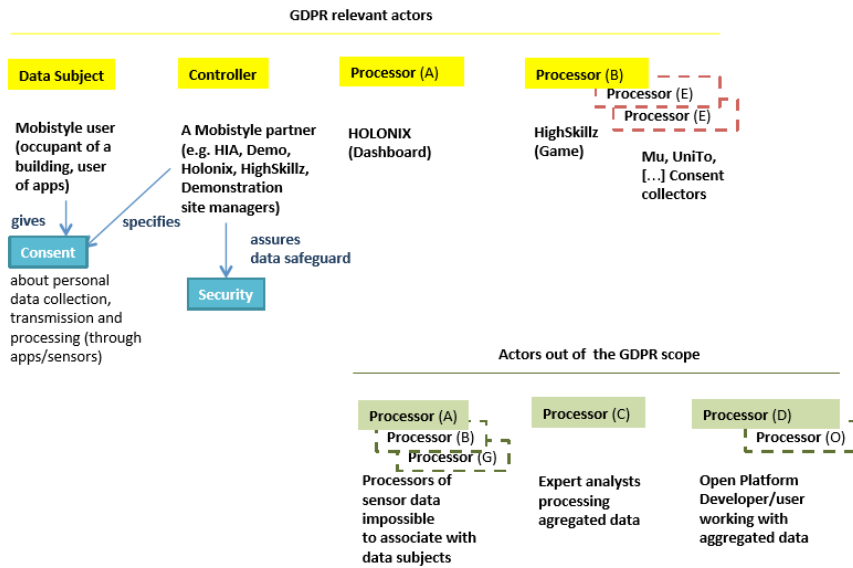 GDPR relevant actors
Data Subject
Controller
Processor (A)
Processor (B)
Processor (E)
Processor (E)
Mobistyle user
(occupant of a
building, user
of apps)
A Mobistyle partner
(e.g. HIA, Demo,
Holonix, HighSkillz,
Demonstration
site managers)
HOLONIX
(Dashboard)
HighSkillz
(Game)
Mu, UniTo,
[...] Consent
collectors
gives
specifies
assures
data safeguard
Consent
Security
about personal
data collection,
transmission and
processing (through
apps/sensors)
Actors out of the GDPR scope
Processor (A)
Processor (B)
Processor (G)
Processor (C)
Processor (D)
Processor (O)
Processors of
sensor data
impossible
to associate with
data subjects
Expert analysts
processing
agregated data
Open Platform
Developer/user
working with
aggregated data